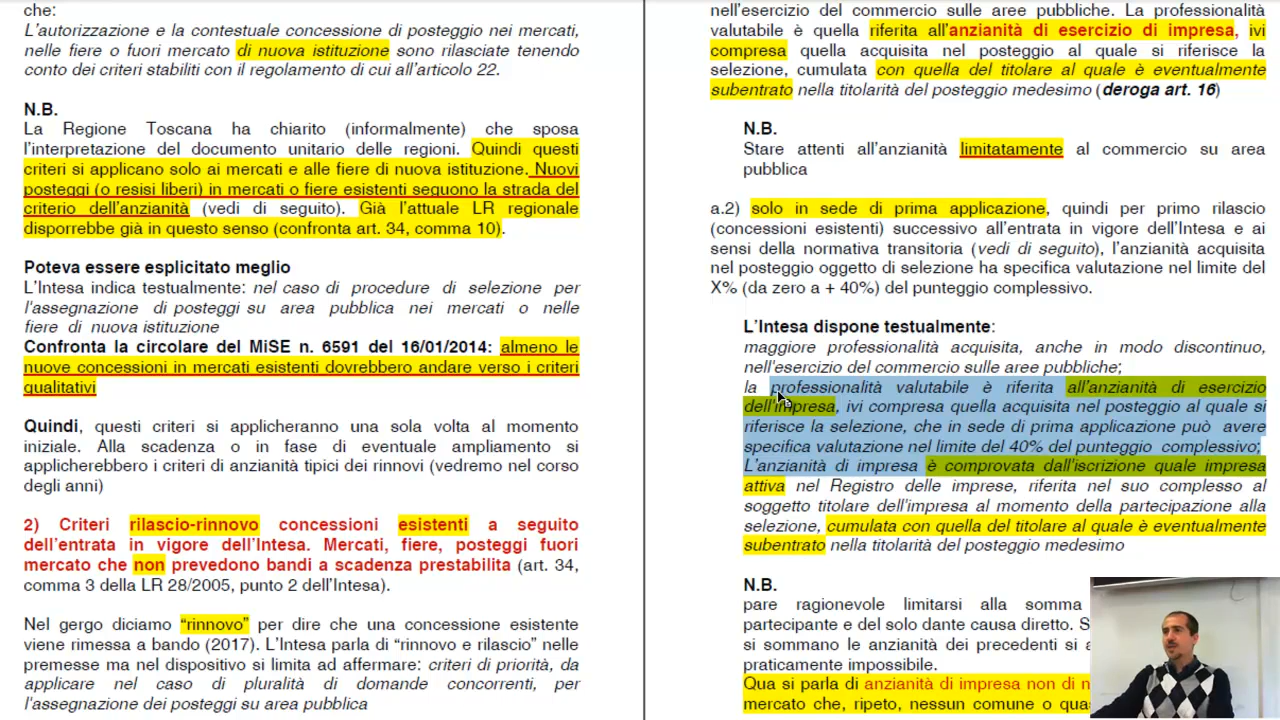 che:
L'autorizzazione e la contestuale concessione di posteggio nei mercati,
nelle fiere o fuori mercato di nuova istituzione sono rilasciate tenendo
conto dei criteri stabiliti con il regolamento di cui all'articolo 22.
N.B.
La Regione Toscana ha chiarito (informalmente) che sposa
l'interpretazione del documento unitario delle regioni. Quindi questi
criteri si applicano solo ai mercati e alle fiere di nuova istituzione. Nuovi
posteggi (o resisi liberi) in mercati o fiere esistenti seguono la strada del
criterio dell'anzianità (vedi di seguito). Già l'attuale LR regionale
disporrebbe già in questo senso (confronta art. 34, comma 10).
Poteva essere esplicitato meglio
L'Intesa indica testualmente: nel caso di procedure di selezione per
l'assegnazione di posteggi su area pubblica nei mercati o nelle
fiere di nuova istituzione
Confronta la circolare del MiSE n. 6591 del 16/01/2014: almeno le
nuove concessioni in mercati esistenti dovrebbero andare verso i criteri
qualitativi
Quindi, questi criteri si applicheranno una sola volta al momento
iniziale. Alla scadenza o in fase di eventuale ampliamento si
applicherebbero i criteri di anzianità tipici dei rinnovi (vedremo nel corso
degli anni)
2) Criteri rilascio-rinnovo concessioni esistenti a seguito
dell'entrata in vigore dell'Intesa. Mercati, fiere, posteggi fuori
mercato che non prevedono bandi a scadenza prestabilita (art. 34,
comma 3 della LR 28/2005, punto 2 dell'Intesa).
Nel gergo diciamo “rinnovo” per dire che una concessione esistente
viene rimessa a bando (2017). L'Intesa parla di “rinnovo e rilascio” nelle
premesse ma nel dispositivo si limita ad affermare: criteri di priorità, da
applicare nel caso di pluralità di domande concorrenti, per
l'assegnazione dei posteggi su area pubblica
nell'esercizio del commercio sulle aree pubbliche. La professionalità
valutabile è quella riferita all'anzianità di esercizio di impresa, ivi
compresa quella acquisita nel posteggio al quale si riferisce la
selezione, cumulata con quella del titolare al quale è eventualmente
subentrato nella titolarità del posteggio medesimo (deroga art. 16)
N.B.
Stare attenti all'anzianità limitatamente al commercio su area
pubblica
a.2) solo in sede di prima applicazione, quindi per primo rilascio
(concessioni esistenti) successivo all'entrata in vigore dell'Intesa e ai
sensi della normativa transitoria (vedi di seguito), l'anzianità acquisita
nel posteggio oggetto di selezione ha specifica valutazione nel limite del
X% (da zero a + 40%) del punteggio complessivo.
L'Intesa dispone testualmente:
maggiore professionalità acquisita, anche in modo discontinuo,
nell'esercizio del commercio sulle aree pubbliche;
la professionalità valutabile è riferita all'anzianità di esercizio
dell'impresa, ivi compresa quella acquisita nel posteggio al quale si
riferisce la selezione, che in sede di prima applicazione può avere
specifica valutazione nel limite del 40% del punteggio complessivo;
L'anzianità di impresa è comprovata dall'iscrizione quale impresa
attiva nel Registro delle imprese, riferita nel suo complesso al
soggetto titolare dell'impresa al momento della partecipazione alla
selezione, cumulata con quella del titolare al quale è eventualmente
subentrato nella titolarità del posteggio medesimo
N.B.
pare ragionevole limitarsi alla somma
partecipante e del solo dante causa diretto.
si sommano le anzianità dei precedenti si
praticamente impossibile.
Qua si parla di anzianità di impresa non di
mercato che, ripeto, nessun comune o